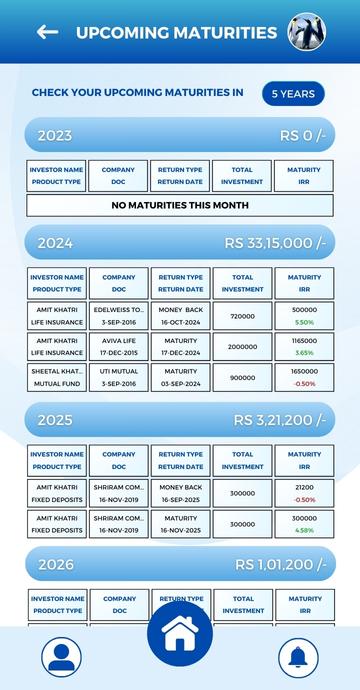 UPCOMING MATURITIES
CHECK YOUR UPCOMING MATURITIES IN 5 YEARS
2023 RS 0 /-
INVESTOR NAME COMPANY RETURN TYPE TOTAL MATURITY
PRODUCT TYPE DOC RETURN DATE INVESTMENT IRR
NO MATURITIES THIS MONTH
2024 RS 33,15,000 /-
INVESTOR NAME COMPANY RETURN TYPE TOTAL MATURITY
PRODUCT TYPE DOC RETURN DATE INVESTMENT IRR
AMIT KHATRI EDELWEISS TO... MONEY BACK 720000 500000
LIFE INSURANCE 3-SEP-2016 16-OCT-2024 5.50%
AMIT KHATRI AVIVA LIFE MATURITY 2000000 1165000
LIFE INSURANCE 17-DEC-2015 17-DEC-2024 3.65%
SHEETAL KHAT... UTI MUTUAL MATURITY 900000 1650000
MUTUAL FUND 3-SEP-2016 03-SEP-2024 -0.50%
2025 RS 3,21,200 /-
INVESTOR NAME COMPANY RETURN TYPE TOTAL MATURITY
PRODUCT TYPE DOC RETURN DATE INVESTMENT IRR
AMIT KHATRI SHRIRAM COM... MONEY BACK 300000 21200
FIXED DEPOSITS 16-NOV-2019 16-SEP-2025 -0.50%
AMIT KHATRI SHRIRAM COM... MATURITY 300000 300000
FIXED DEPOSITS 16-NOV-2019 16-NOV-2025 4.58%
2026 RS 1,01,200 /-
INVESTOR NAME COMPANY RETURN TYPE TOTAL MATURITY
PRODUCT TYPE DOC INVESTMENT IRR